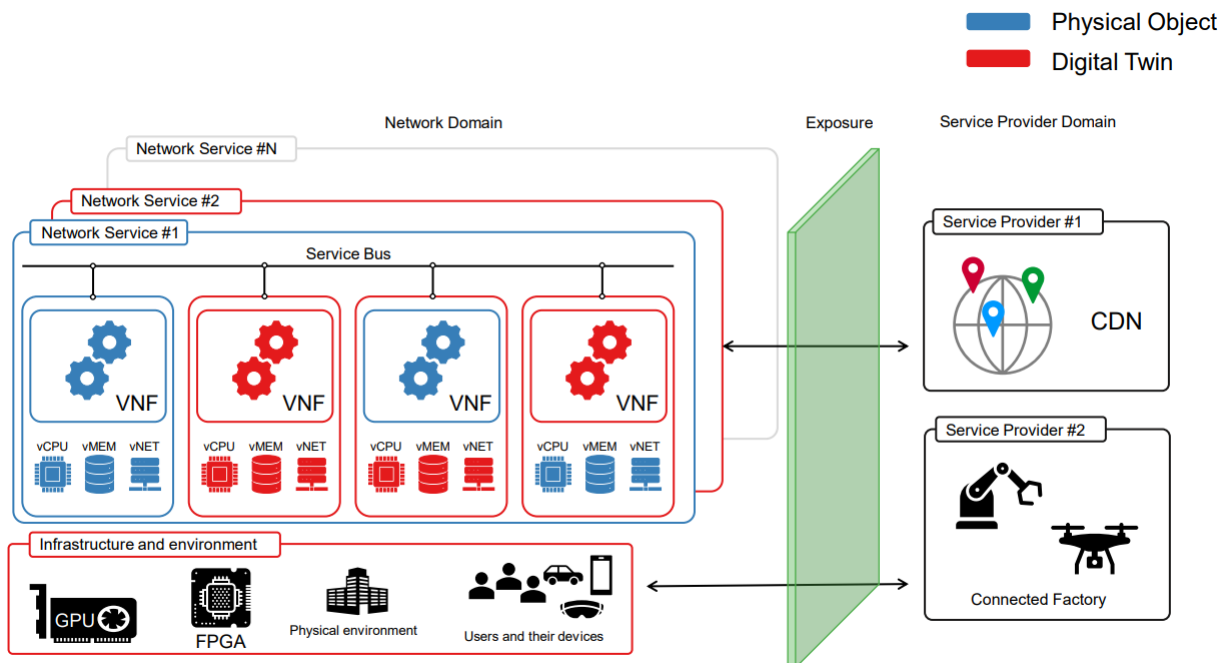 Physical Object
Digital Twin
Network Domain
Exposure
Service Provider Domain
Network Service #N
Network Service #2
Network Service #1
Service Bus
VNF
VNF
VNF
VNF
vCPU vMEM vNET
vCPU vMEM vNET
vCPU vMEM vNET
vCPU vMEM vNET
Infrastructure and environment
GPU
FPGA
Physical environment
Users and their devices
Service Provider #1
CDN
Service Provider #2
Connected Factory